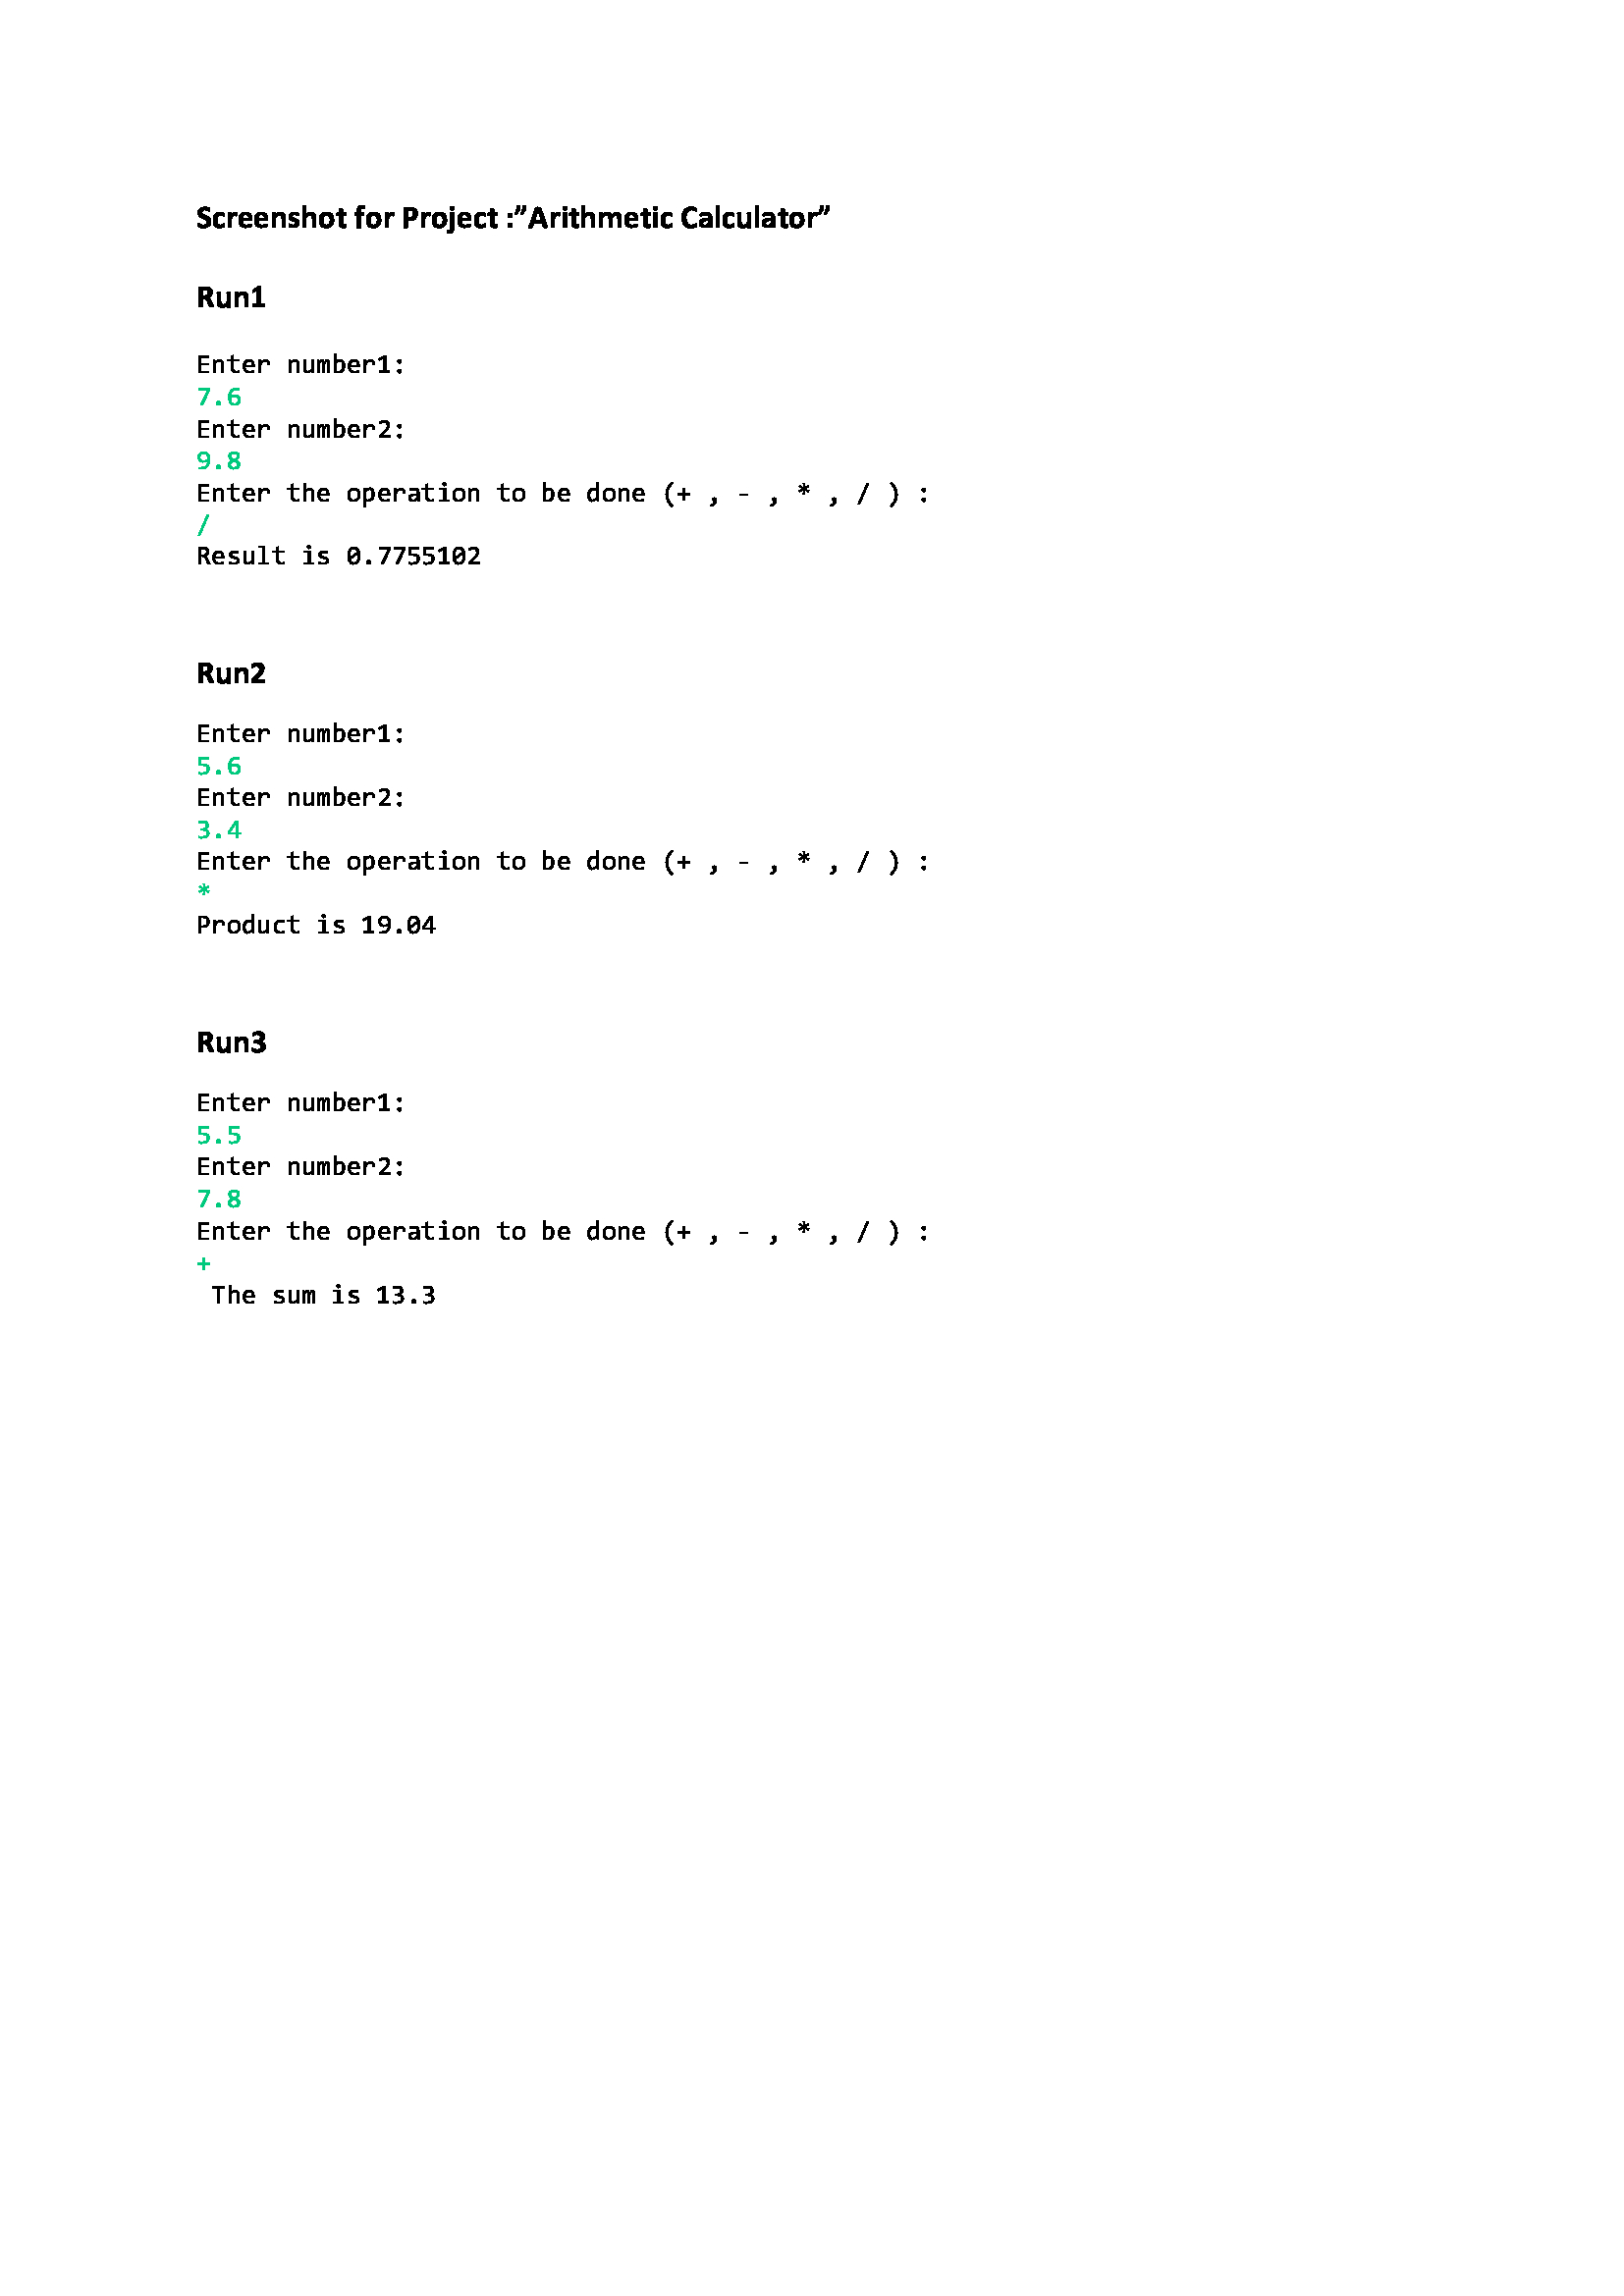 Screenshot for Project :”Arithmetic Calculator”
Run1
Enter number1:
7.6
Enter number2:
9.8
Enter the operation to be done (+ , - , * , / ) :
/
Result is 0.7755102
Run2
Enter number1:
5.6
Enter number2:
3.4
Enter the operation to be done (+ , - , * , / ) :
*
Product is 19.04
Run3
Enter number1:
5.5
Enter number2:
7.8
Enter the operation to be done (+ , - , * , / ) :
+
 The sum is 13.3